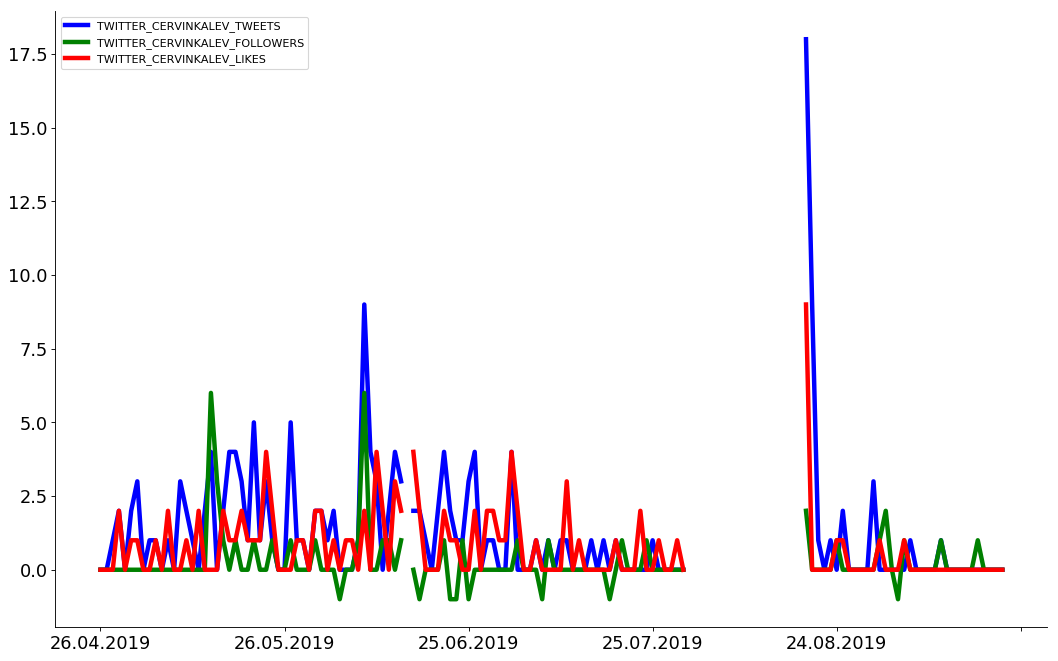 TWITTER_CERVINKALEV_TWEETS
TWITTER_CERVINKALEV_FOLLOWERS
TWITTER_CERVINKALEV_LIKES
17.5
15.0
12.5
10.0
7.5
5.0
2.5
0.0
26.04.2019 26.05.2019 25.06.2019 25.07.2019 24.08.2019